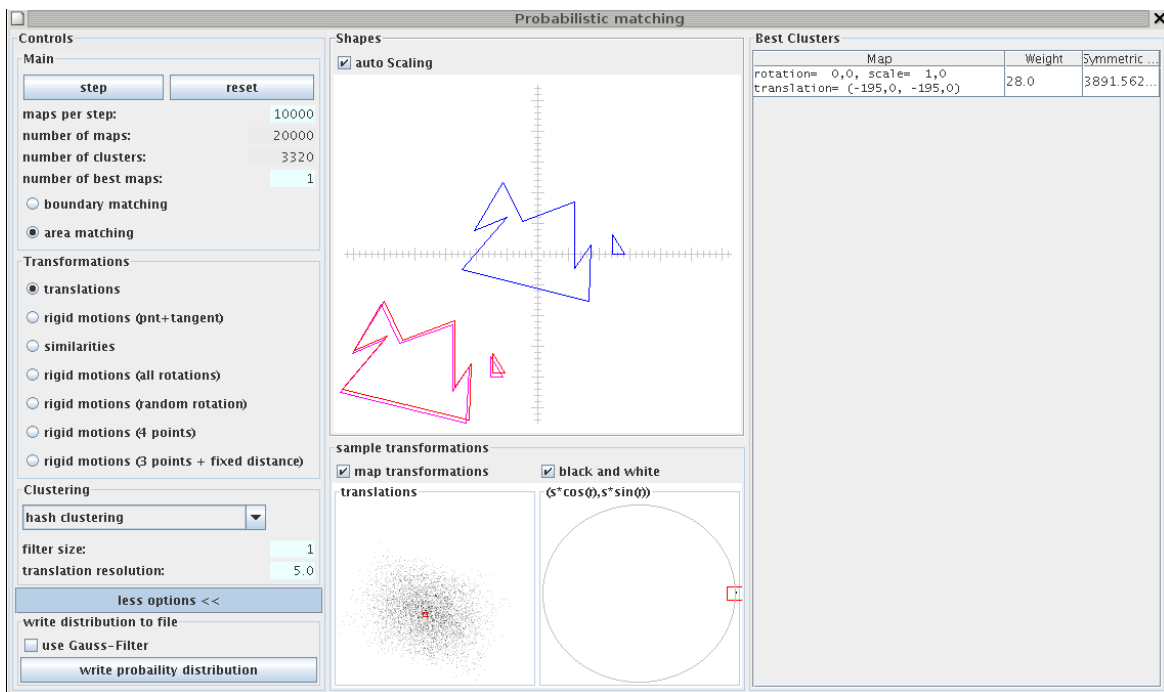 Probabilistic matching
Controls
Main
step reset
maps per step: 10000
number of maps: 20000
number of clusters: 3320
number of best maps: 1
boundary matching
area matching
Transformations
translations
rigid motions (pnt+tangent)
similarities
rigid motions (all rotations)
rigid motions (random rotation)
rigid motions (4 points)
rigid motions (3 points + fixed distance)
Clustering
hash clustering
filter size: 1
translation resolution: 5.0
less options <<
write distribution to file
use Gauss-Filter
write probaility distribution
Shapes
auto Scaling
sample transformations
map transformations black and white
translations (s*cos(r),s*sin(r))
Best Clusters
Map Weight Symmetric ...
rotation= 0,0, scale= 1,0
translation= (-195,0, -195,0) 28.0 3891.562...